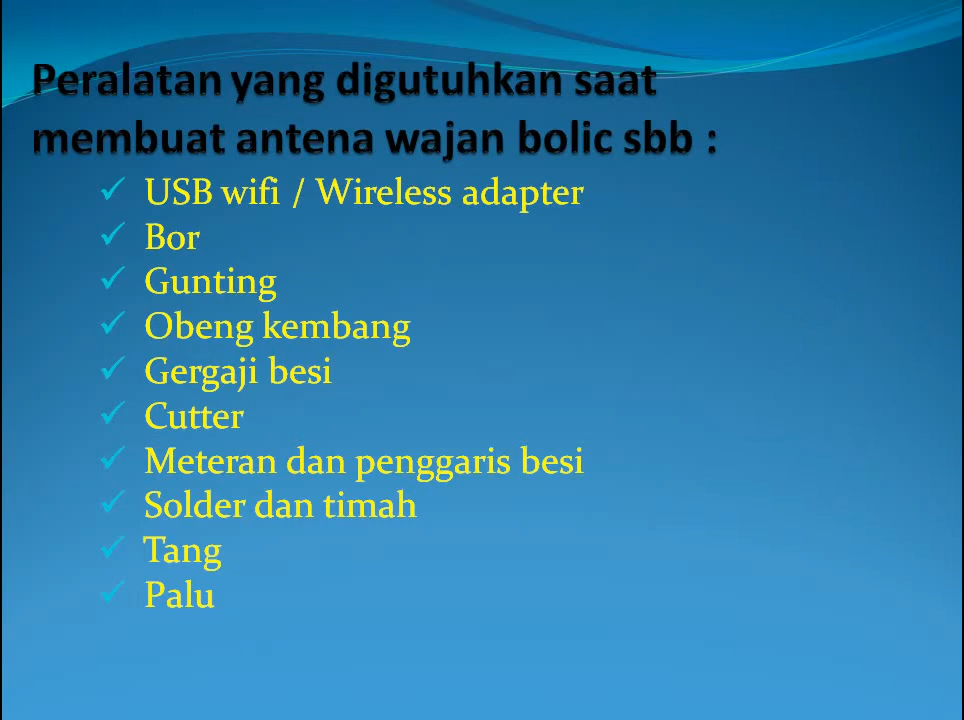 Peralatan yang digutuhkan saat
membuat antena wajan bolic sbb :
✓ USB wifi / Wireless adapter
✓ Bor
✓ Gunting
✓ Obeng kembang
✓ Gergaji besi
✓ Cutter
✓ Meteran dan penggaris besi
✓ Solder dan timah
✓ Tang
✓ Palu